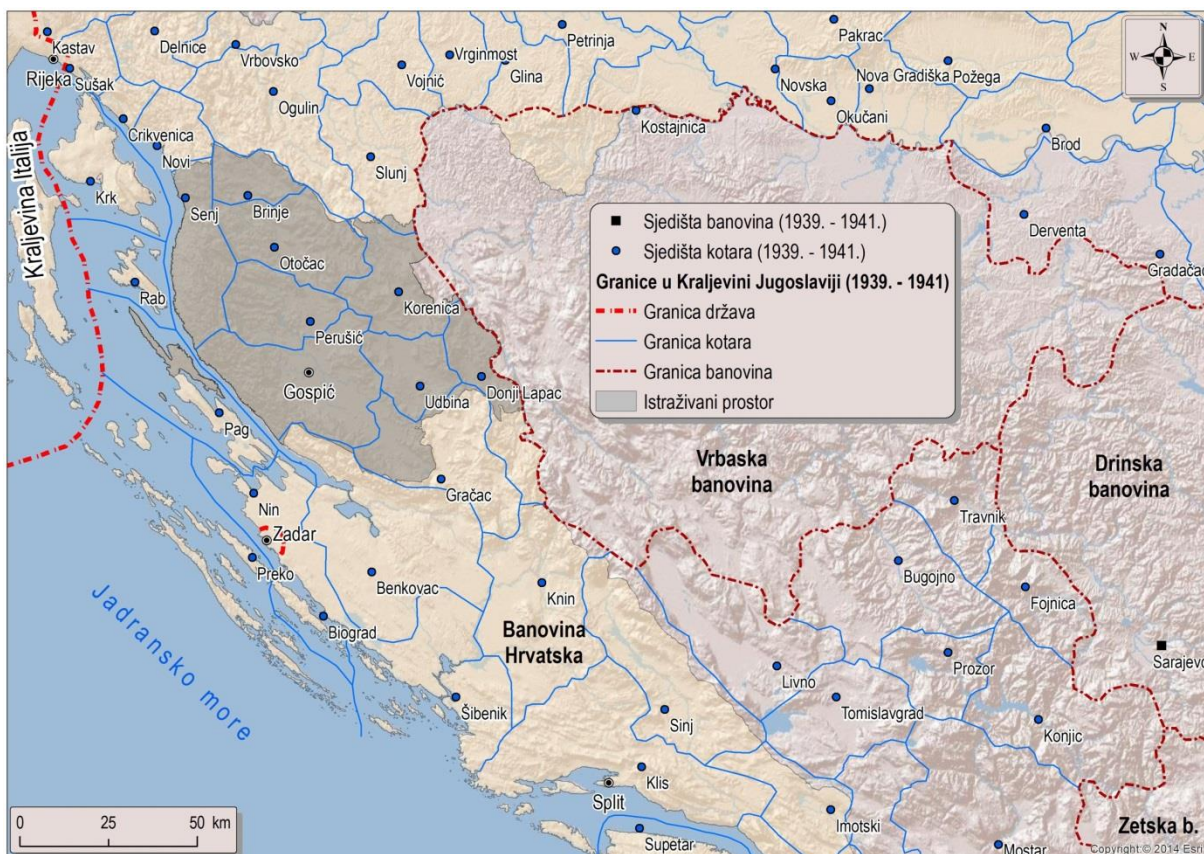 Kastav
Delnice
Vrbovsko
Vrginmost
Petrinja
Pakrac
N
W
E
S
Rijeka
Sušak
Vojnić
Glina
Novska
Nova Gradiška
Požega
Ogulin
Okučani
Kostajnica
Crikvenica
Novi
Slunj
Brod
Kraljevina Italija
Krk
Senj
Brinje
Otočac
Derventa
Gradačac
Rab
Korenica
Perušić
Gospić
Udbina
Donji Lapac
Sjedišta banovina (1939. - 1941.)
Sjedišta kotara (1939. - 1941.)
Granice u Kraljevini Jugoslaviji (1939. - 1941)
Granica država
Granica kotara
Granica banovina
Istraživani prostor
Pag
Vrbaska
banovina
Drinska
banovina
Gračac
Nin
Travnik
Zadar
Preko
Benkovac
Knin
Bugojno
Fojnica
Jadransko more
Biograd
Banovina
Hrvatska
Prozor
Sarajevo
Livno
Šibenik
Sinj
Tomislavgrad
Konjic
Klis
Split
Imotski
Supetar
Mostar
Zetska b.
0 25 50 km
Copyright:© 2014 Esri